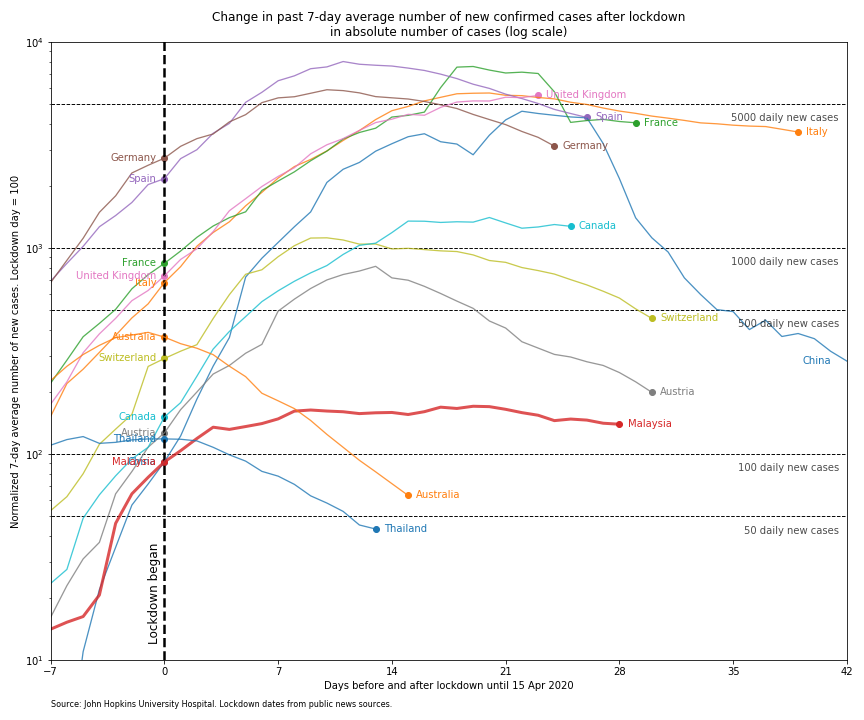 Change in past 7-day average number of new confirmed cases after lockdown
in absolute number of cases (log scale)
10⁴
United Kingdom
5000 daily new cases
Spain
France
Italy
Germany
Germany
Spain
Canada
10³
1000 daily new cases
France
United Kingdom
Italy
Switzerland
500 daily new cases
Australia
China
Switzerland
Austria
Canada
Malaysia
Austria
Thailand
10²
100 daily new cases
Malaysia
China
Australia
Thailand
50 daily new cases
Lockdown began
10¹
Normalized 7-day average number of new cases. Lockdown day = 100
−7 0 7 14 21 28 35 42
Days before and after lockdown until 15 Apr 2020
Source: John Hopkins University Hospital. Lockdown dates from public news sources.